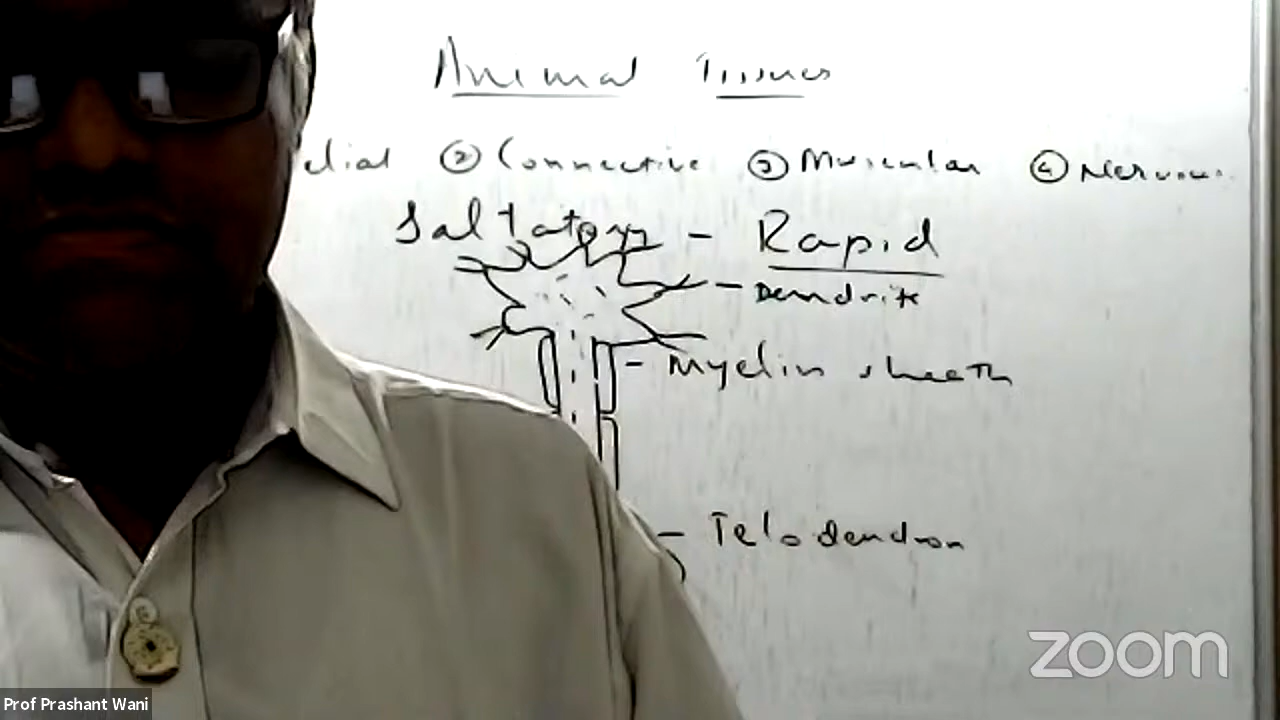 Animal Tissues
elial ② Connective ③ Muscular ④ Nervous
Saltatory - Rapid
- Dendrite
- Myelin sheath
- Telodendron
zoom
Prof Prashant Wani